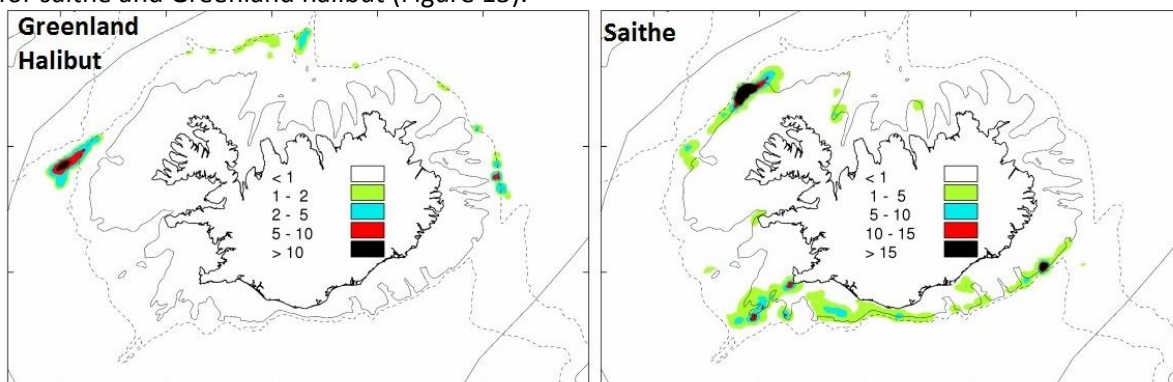 for saithe and Greenland halibut (Figure 13).
Greenland
Halibut
< 1
1 - 2
2 - 5
5 - 10
> 10
Saithe
< 1
1 - 5
5 - 10
10 - 15
> 15